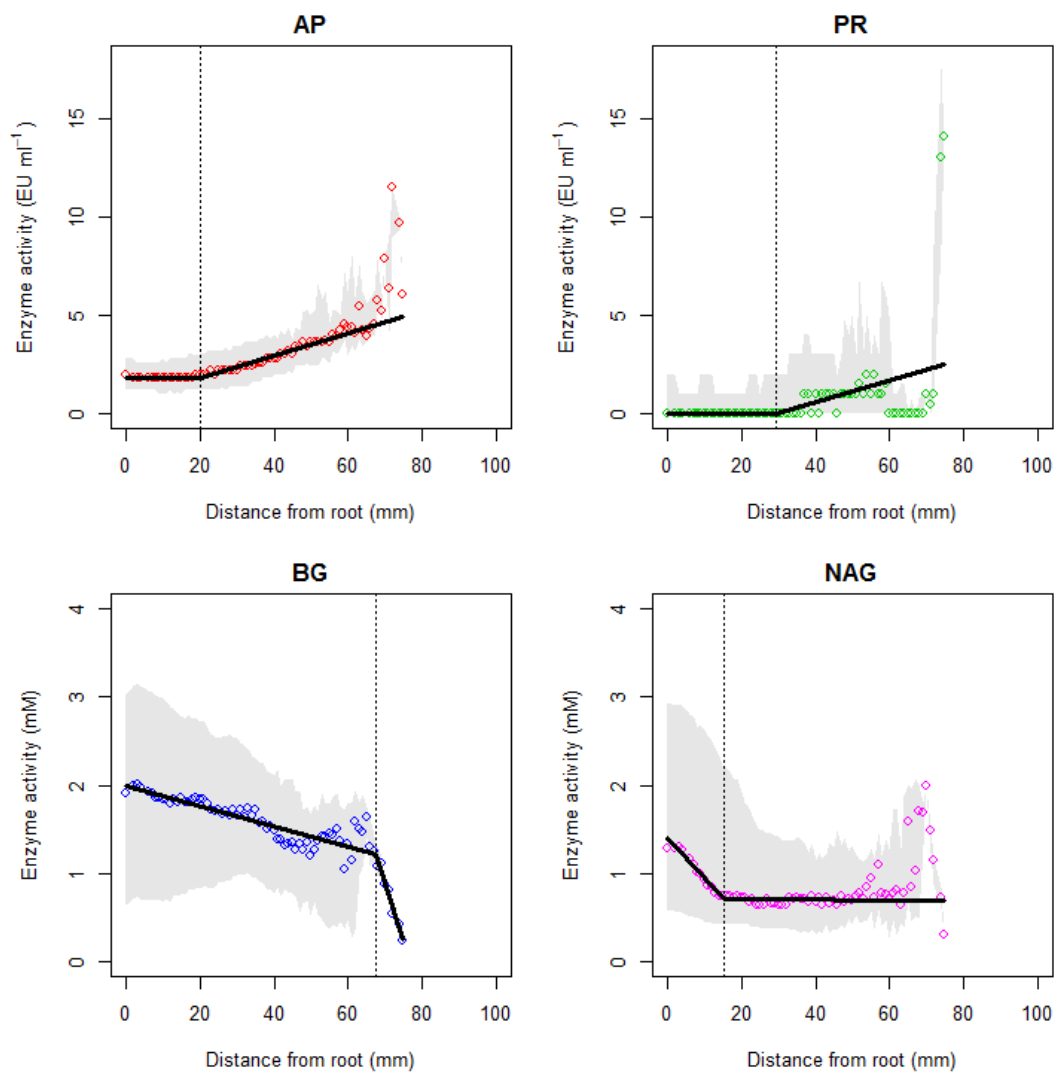 AP
Enzyme activity (EU ml⁻¹ )
15
10
5
0
0 20 40 60 80 100
Distance from root (mm)
PR
Enzyme activity (EU ml⁻¹ )
15
10
5
0
0 20 40 60 80 100
Distance from root (mm)
BG
Enzyme activity (mM)
4
3
2
1
0
0 20 40 60 80 100
Distance from root (mm)
NAG
Enzyme activity (mM)
4
3
2
1
0
0 20 40 60 80 100
Distance from root (mm)